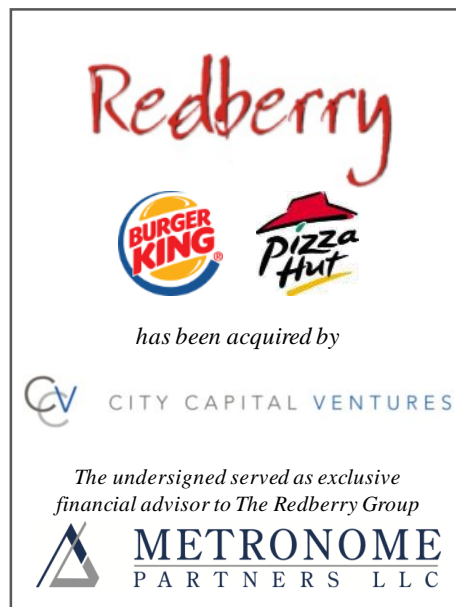 Redberry
BURGER
KING®
Pizza
Hut
has been acquired by
CCV CITY CAPITAL VENTURES
The undersigned served as exclusive
financial advisor to The Redberry Group
METRONOME
PARTNERS LLC